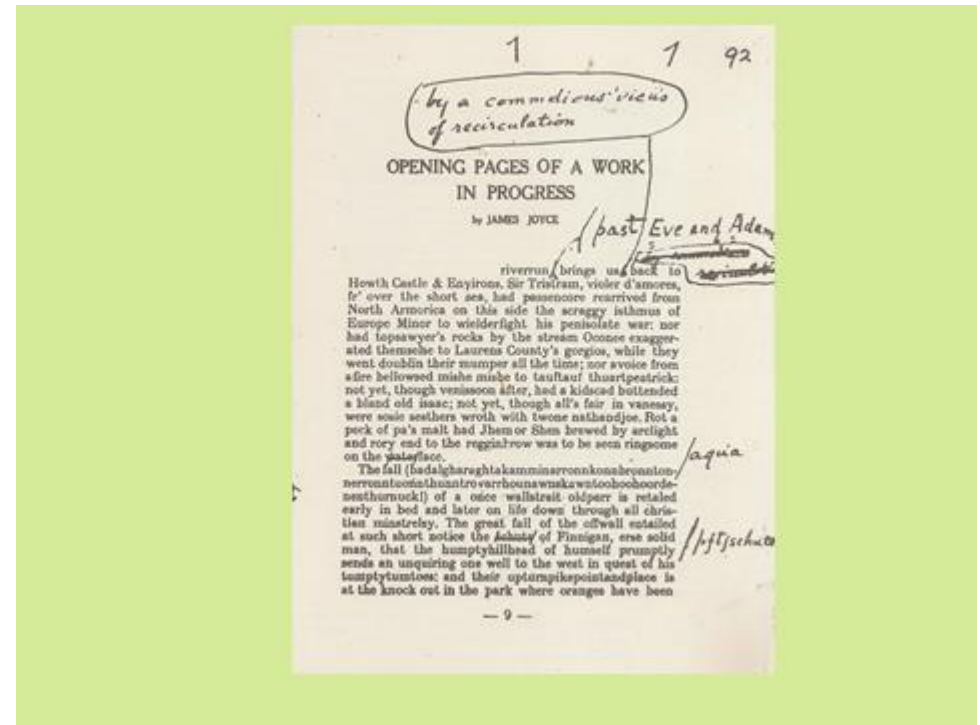 1 1 92
by a commdious vicus
of recirculation
OPENING PAGES OF A WORK
IN PROGRESS
by JAMES JOYCE
past Eve and Adam
riverrun brings us back to
Howth Castle & Environs. Sir Tristram, violer d'amores,
fr' over the short sea, had passencore rearrived from
North Armorica on this side the scraggy isthmus of
Europe Minor to wielderfight his penisolate war: nor
had topsawyer's rocks by the stream Oconee exagger-
ated themselse to Laurens County's gorgios, while they
went doublin their mumper all the time; nor avoice from
afire bellowsed mishe mishe to tauftauf thuartpeatrick:
not yet, though venissoon after, had a kidscad buttended
a bland old isaac; not yet, though all's fair in vanessy,
were sosie sesthers wroth with twone nathandjoe. Rot a
peck of pa's malt had Jhem or Shen brewed by arclight
and rory end to the regginbrow was to be seen ringsome
on the face.
aquia
The fall
of a once wallstrait oldparr is retaled
early in bed and later on life down through all chris-
tian minstrelsy. The great fall of the offwall entailed
at such short notice the of Finnigan, erse solid
pftjschute
man, that the humptyhillhead of humself prumptly
sends an unquiring one well to the west in quest of his
tumptytumtoes: and their upturnpikepointandplace is
at the knock out in the park where oranges have been
— 9 —